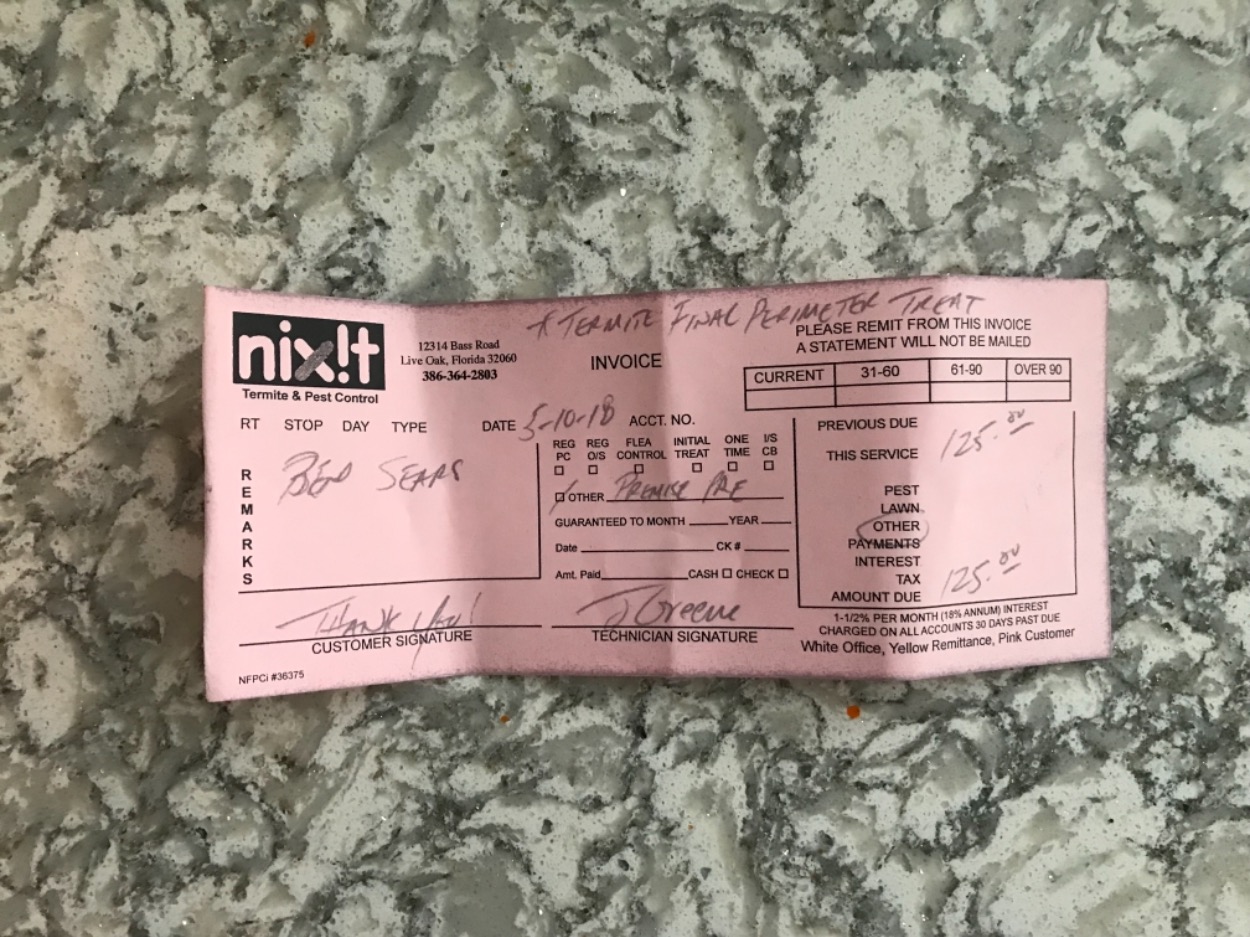 * TERMITE FINAL PERIMETER TREAT
nix!t
Termite & Pest Control
12314 Bass Road
Live Oak, Florida 32060
386-364-2803
INVOICE
PLEASE REMIT FROM THIS INVOICE
A STATEMENT WILL NOT BE MAILED
CURRENT 31-60 61-90 OVER 90
RT STOP DAY TYPE DATE 5-10-18 ACCT. NO.
REMARKS
SEARS
REG PC REG O/S FLEA CONTROL INITIAL TREAT ONE TIME I/S CB
OTHER PREMISE PRE
GUARANTEED TO MONTH YEAR
Date CK #
Amt. Paid CASH CHECK
PREVIOUS DUE
THIS SERVICE 125.00
PEST
LAWN
OTHER
PAYMENTS
INTEREST
TAX
AMOUNT DUE 125.00
THANK YOU!
CUSTOMER SIGNATURE
J Greene
TECHNICIAN SIGNATURE
1-1/2% PER MONTH (18% ANNUM) INTEREST
CHARGED ON ALL ACCOUNTS 30 DAYS PAST DUE
White Office, Yellow Remittance, Pink Customer
NFPCi #36375